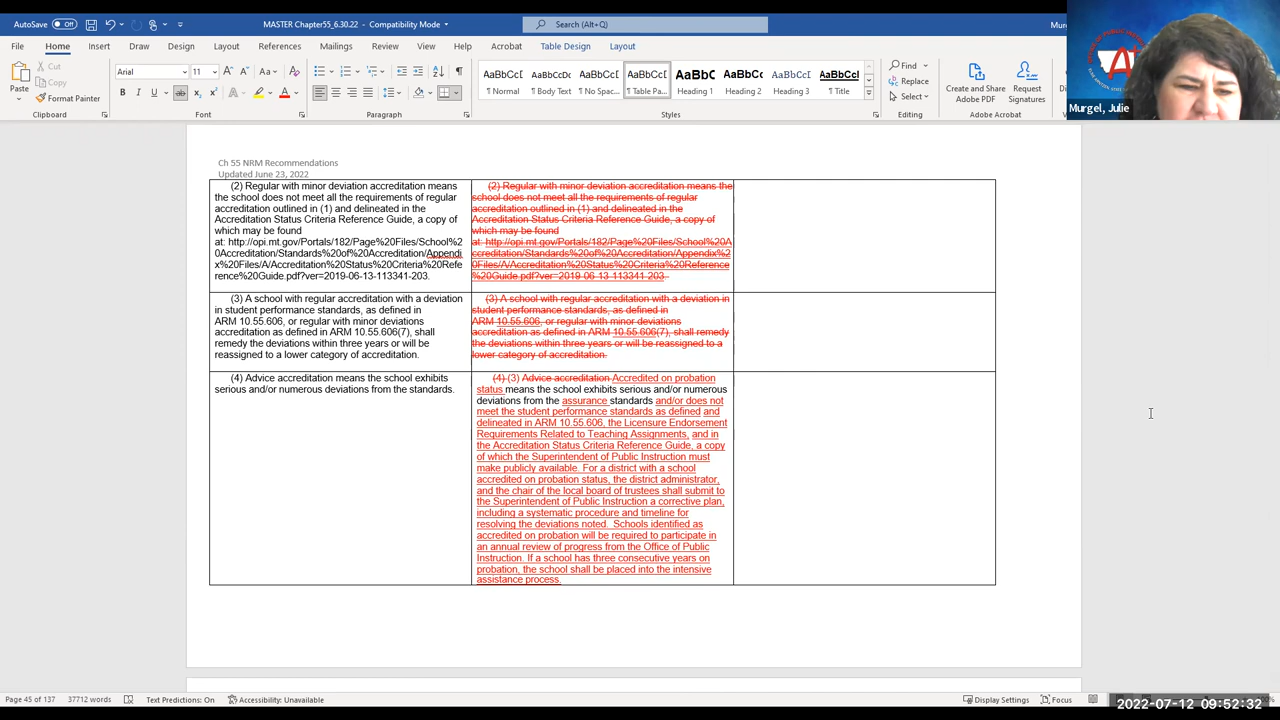 AutoSave Off MASTER Chapter55_6.30.22 - Compatibility Mode Search (Alt+Q)
File Home Insert Draw Design Layout References Mailings Review View Help Acrobat Table Design Layout
Paste
Cut
Copy
Format Painter
Arial 11
AaBbCcI AaBbCcDc AaBbCcI AaBbCcI AaBbC AaBbCc AaBbCcI AaBbCcI
¶ Normal ¶ Body Text ¶ No Spac... ¶ Table Pa... Heading 1 Heading 2 Heading 3 ¶ Title
Find
Replace
Select
Create and Share
Adobe PDF
Request
Signatures
Clipboard Font Paragraph Styles Editing Adobe Acrobat
Murgel, Julie
Ch 55 NRM Recommendations
Updated June 23, 2022
(2) Regular with minor deviation accreditation means
the school does not meet all the requirements of regular
accreditation outlined in (1) and delineated in the
Accreditation Status Criteria Reference Guide, a copy of
which may be found
at: http://opi.mt.gov/Portals/182/Page%20Files/School%2
0Accreditation/Standards%20of%20Accreditation/Appendi
x%20Files/A/Accreditation%20Status%20Criteria%20Refe
rence%20Guide.pdf?ver=2019-06-13-113341-203.
(2) Regular with minor deviation accreditation means the
school does not meet all the requirements of regular
accreditation outlined in (1) and delineated in the
Accreditation Status Criteria Reference Guide, a copy of
which may be found
at: http://opi.mt.gov/Portals/182/Page%20Files/School%20A
ccreditation/Standards%20of%20Accreditation/Appendix%2
0Files/A/Accreditation%20Status%20Criteria%20Reference
%20Guide.pdf?ver=2019-06-13-113341-203.
(3) A school with regular accreditation with a deviation
in student performance standards, as defined in
ARM 10.55.606, or regular with minor deviations
accreditation as defined in ARM 10.55.606(7), shall
remedy the deviations within three years or will be
reassigned to a lower category of accreditation.
(3) A school with regular accreditation with a deviation in
student performance standards, as defined in
ARM 10.55.606, or regular with minor deviations
accreditation as defined in ARM 10.55.606(7), shall remedy
the deviations within three years or will be reassigned to a
lower category of accreditation.
(4) Advice accreditation means the school exhibits
serious and/or numerous deviations from the standards.
(4) (3) Advice accreditation Accredited on probation
status means the school exhibits serious and/or numerous
deviations from the assurance standards and/or does not
meet the student performance standards as defined and
delineated in ARM 10.55.606, the Licensure Endorsement
Requirements Related to Teaching Assignments, and in
the Accreditation Status Criteria Reference Guide, a copy
of which the Superintendent of Public Instruction must
make publicly available. For a district with a school
accredited on probation status, the district administrator,
and the chair of the local board of trustees shall submit to
the Superintendent of Public Instruction a corrective plan,
including a systematic procedure and timeline for
resolving the deviations noted. Schools identified as
accredited on probation will be required to participate in
an annual review of progress from the Office of Public
Instruction. If a school has three consecutive years on
probation, the school shall be placed into the intensive
assistance process.
Page 45 of 137 37712 words Text Predictions: On Accessibility: Unavailable Display Settings Focus
2022-07-12 09:52:32